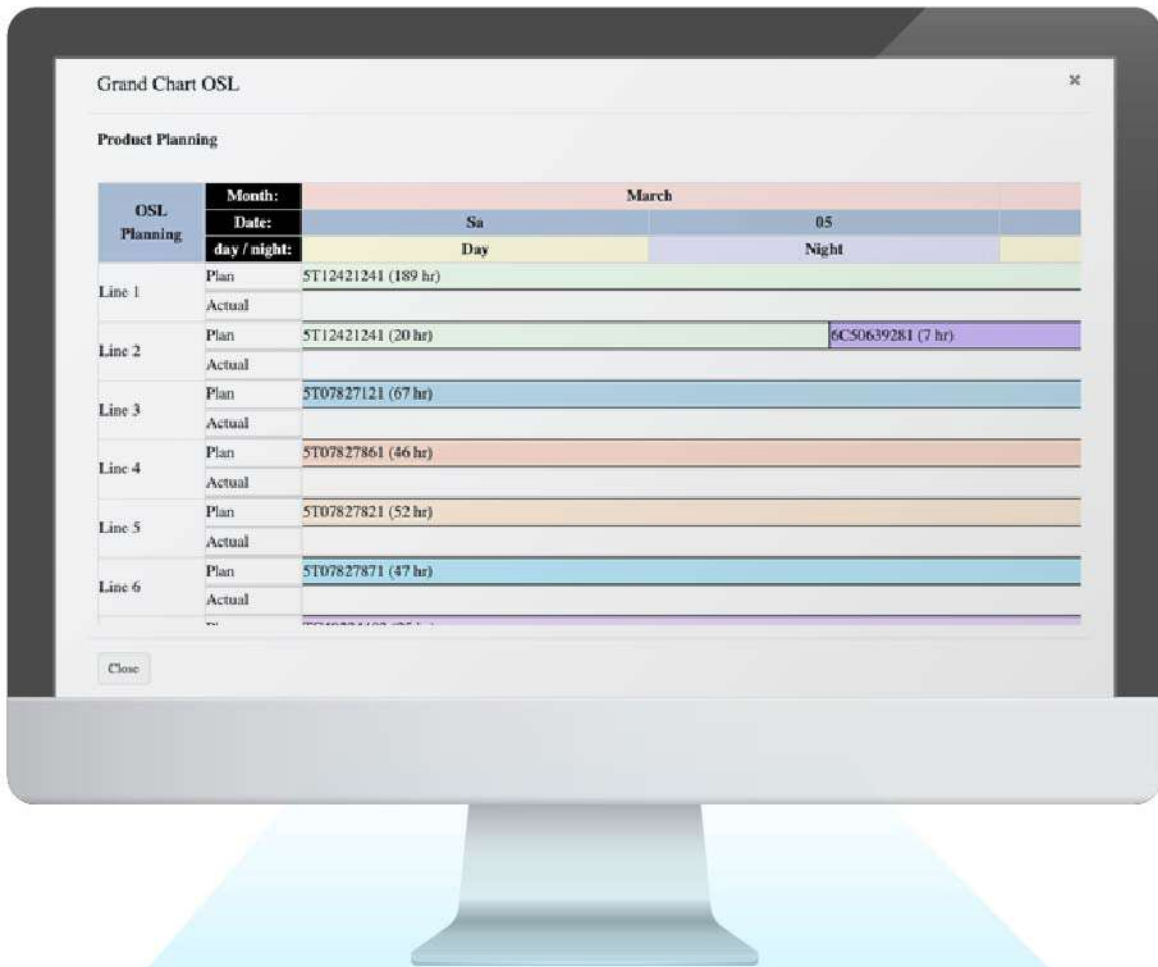 Grand Chart OSL
Product Planning
OSL Planning
Month: March
Date: Sa 05
day / night: Day Night
Line 1
Plan 5T12421241 (189 hr)
Actual
Line 2
Plan 5T12421241 (20 hr) 6C50639281 (7 hr)
Actual
Line 3
Plan 5T07827121 (67 hr)
Actual
Line 4
Plan 5T07827861 (46 hr)
Actual
Line 5
Plan 5T07827821 (52 hr)
Actual
Line 6
Plan 5T07827871 (47 hr)
Actual
Close